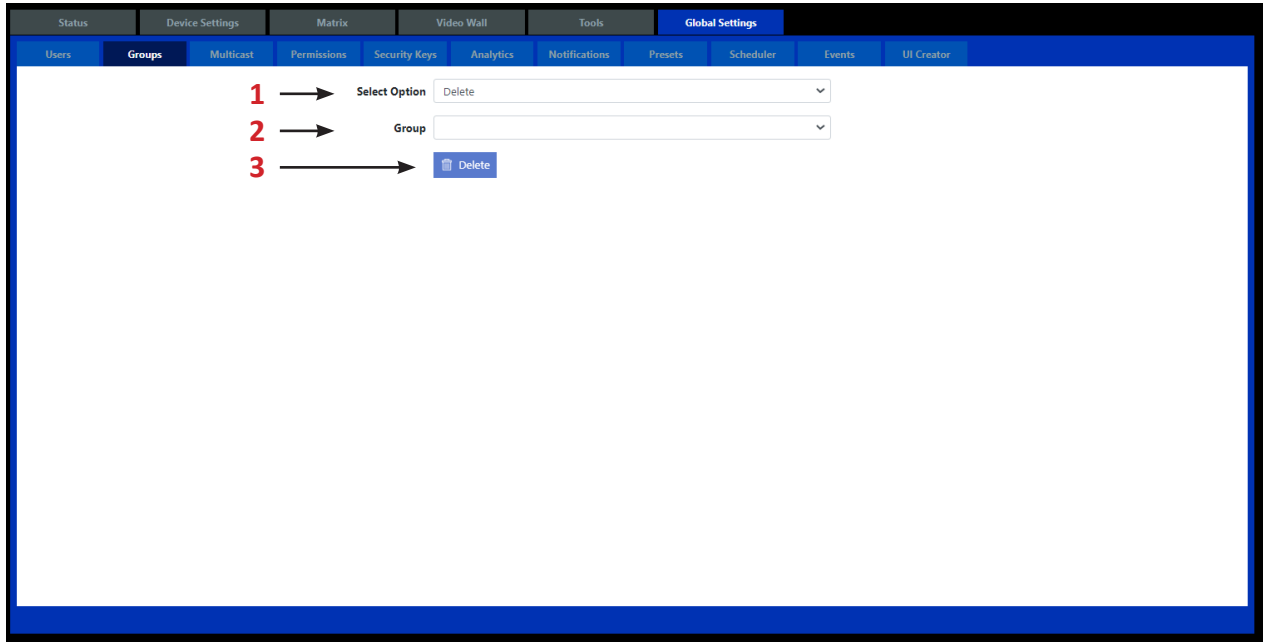 Status Device Settings Matrix Video Wall Tools Global Settings
Users Groups Multicast Permissions Security Keys Analytics Notifications Presets Scheduler Events UI Creator
1 Select Option Delete
2 Group
3 Delete